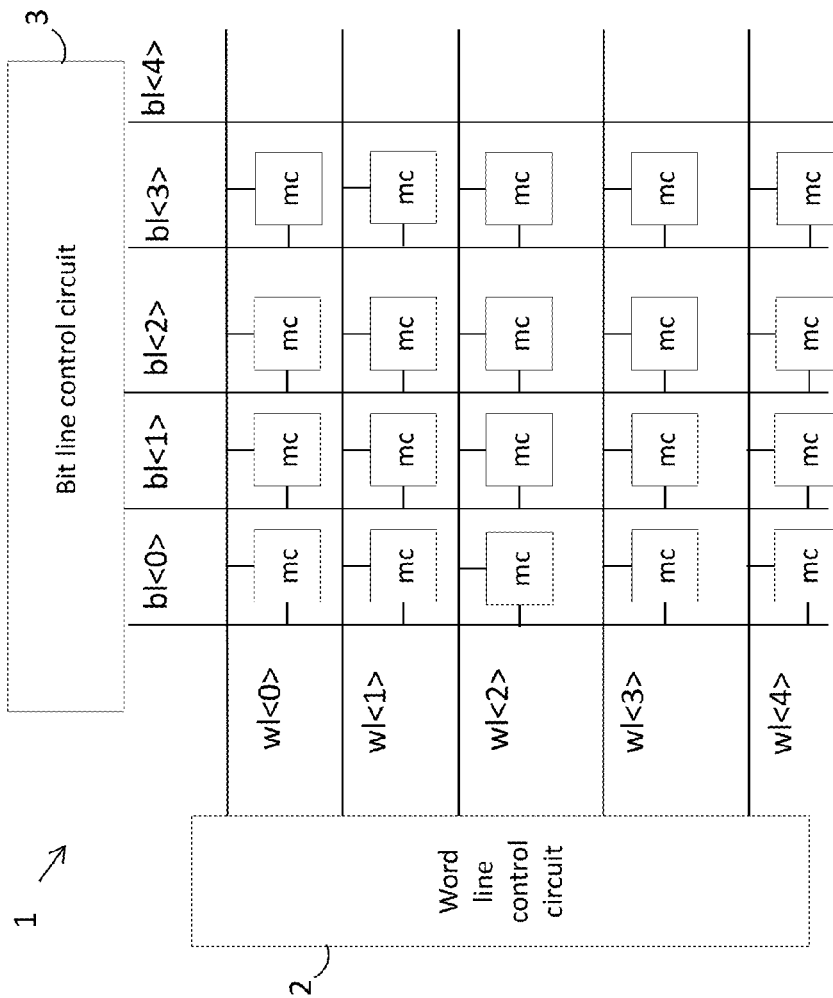 1
3
Bit line control circuit
bl<0>
bl<1>
bl<2>
bl<3>
bl<4>
2
Word
line
control
circuit
wl<0>
mc
mc
mc
mc
wl<1>
mc
mc
mc
mc
wl<2>
mc
mc
mc
mc
wl<3>
mc
mc
mc
mc
wl<4>
mc
mc
mc
mc